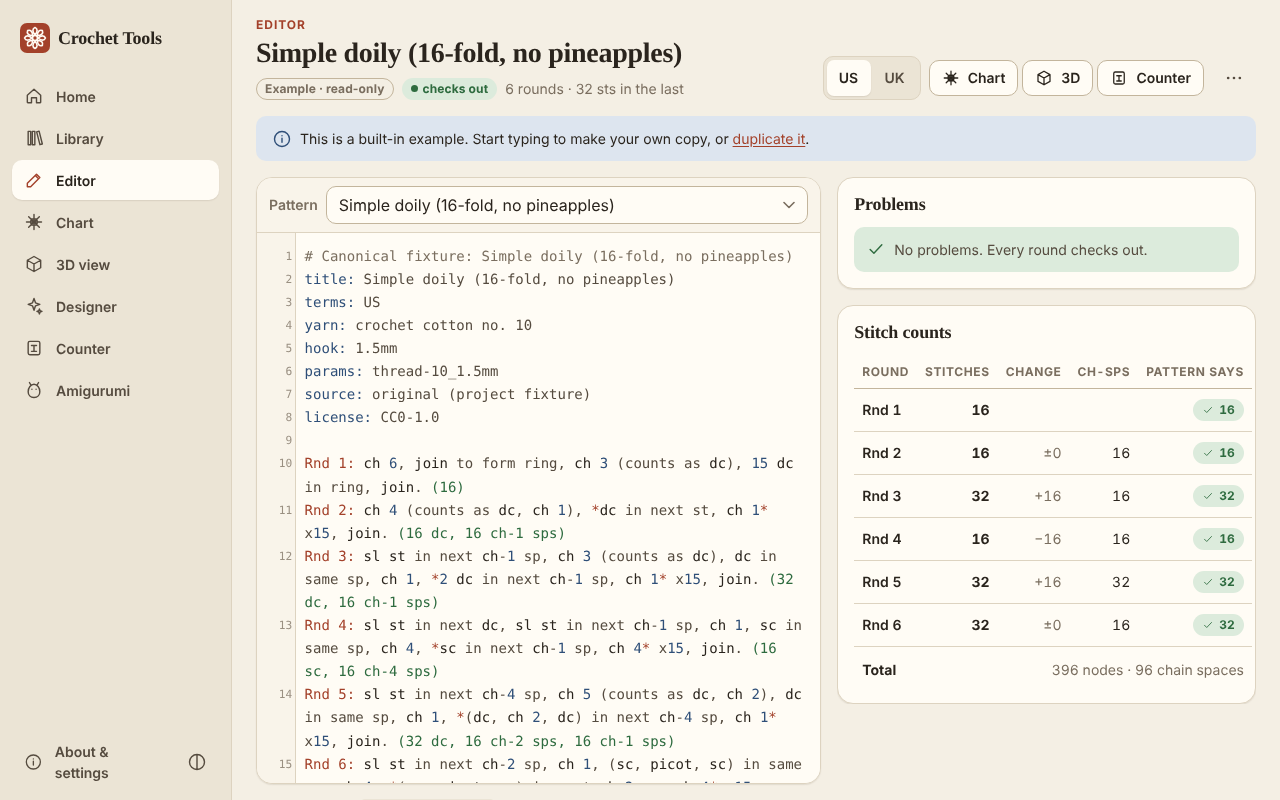 Crochet Tools
Home
Library
Editor
Chart
3D view
Designer
Counter
Amigurumi
About &
settings
EDITOR
Simple doily (16-fold, no pineapples)
Example · read-only
checks out
6 rounds · 32 sts in the last
US
UK
Chart
3D
Counter
This is a built-in example. Start typing to make your own copy, or duplicate it.
Pattern
Simple doily (16-fold, no pineapples)
1 # Canonical fixture: Simple doily (16-fold, no pineapples)
2 title: Simple doily (16-fold, no pineapples)
3 terms: US
4 yarn: crochet cotton no. 10
5 hook: 1.5mm
6 params: thread-10_1.5mm
7 source: original (project fixture)
8 license: CC0-1.0
9
10 Rnd 1: ch 6, join to form ring, ch 3 (counts as dc), 15 dc
in ring, join. (16)
11 Rnd 2: ch 4 (counts as dc, ch 1), *dc in next st, ch 1*
x15, join. (16 dc, 16 ch-1 sps)
12 Rnd 3: sl st in next ch-1 sp, ch 3 (counts as dc), dc in
same sp, ch 1, *2 dc in next ch-1 sp, ch 1* x15, join. (32
dc, 16 ch-1 sps)
13 Rnd 4: sl st in next dc, sl st in next ch-1 sp, ch 1, sc in
same sp, ch 4, *sc in next ch-1 sp, ch 4* x15, join. (16
sc, 16 ch-4 sps)
14 Rnd 5: sl st in next ch-4 sp, ch 5 (counts as dc, ch 2), dc
in same sp, ch 1, *(dc, ch 2, dc) in next ch-4 sp, ch 1*
x15, join. (32 dc, 16 ch-2 sps, 16 ch-1 sps)
15 Rnd 6: sl st in next ch-2 sp, ch 1, (sc, picot, sc) in same
Problems
No problems. Every round checks out.
Stitch counts
ROUND STITCHES CHANGE CH-SPS PATTERN SAYS
Rnd 1 16 16
Rnd 2 16 ±0 16 16
Rnd 3 32 +16 16 32
Rnd 4 16 −16 16 16
Rnd 5 32 +16 32 32
Rnd 6 32 ±0 16 32
Total 396 nodes · 96 chain spaces